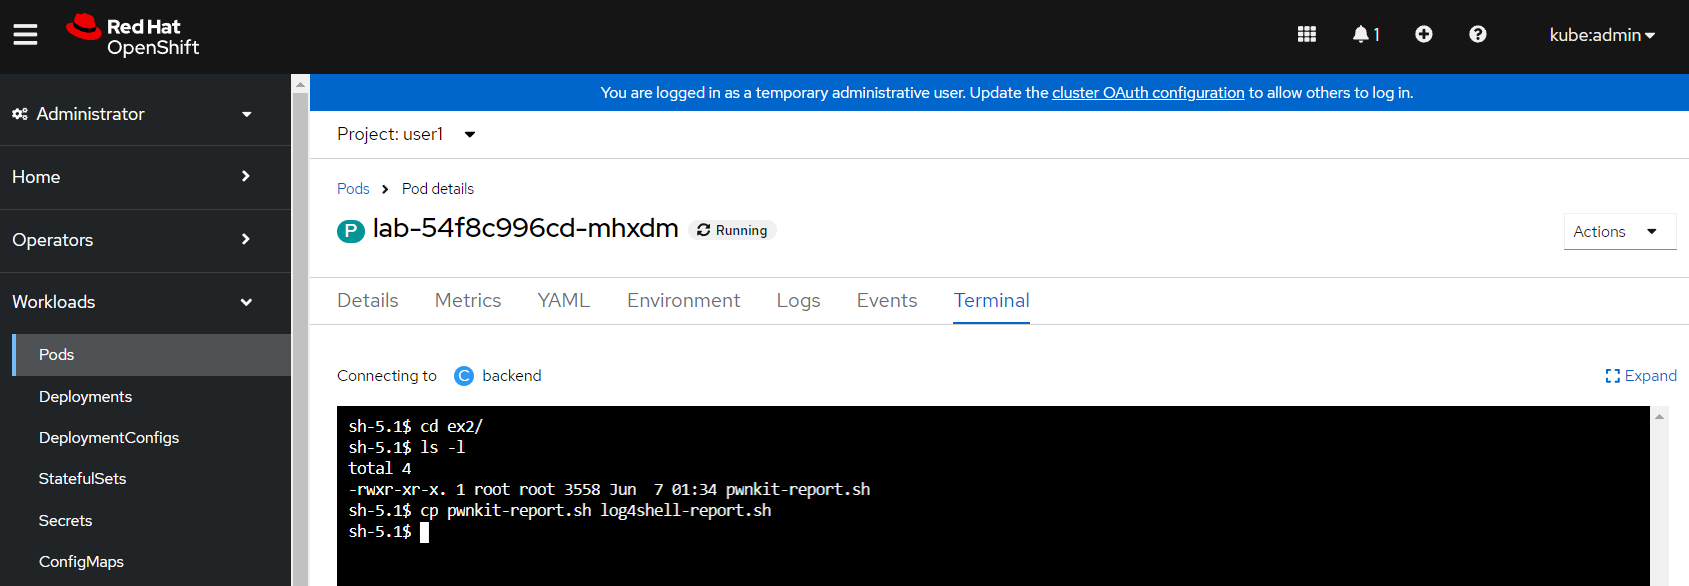 Red Hat
OpenShift
1
kube:admin
Administrator
Home
Operators
Workloads
Pods
Deployments
DeploymentConfigs
StatefulSets
Secrets
ConfigMaps
You are logged in as a temporary administrative user. Update the cluster OAuth configuration to allow others to log in.
Project: user1
Pods > Pod details
P lab-54f8c996cd-mhxdm Running
Actions
Details Metrics YAML Environment Logs Events Terminal
Connecting to C backend
Expand
sh-5.1$ cd ex2/
sh-5.1$ ls -l
total 4
-rwxr-xr-x. 1 root root 3558 Jun  7 01:34 pwnkit-report.sh
sh-5.1$ cp pwnkit-report.sh log4shell-report.sh
sh-5.1$